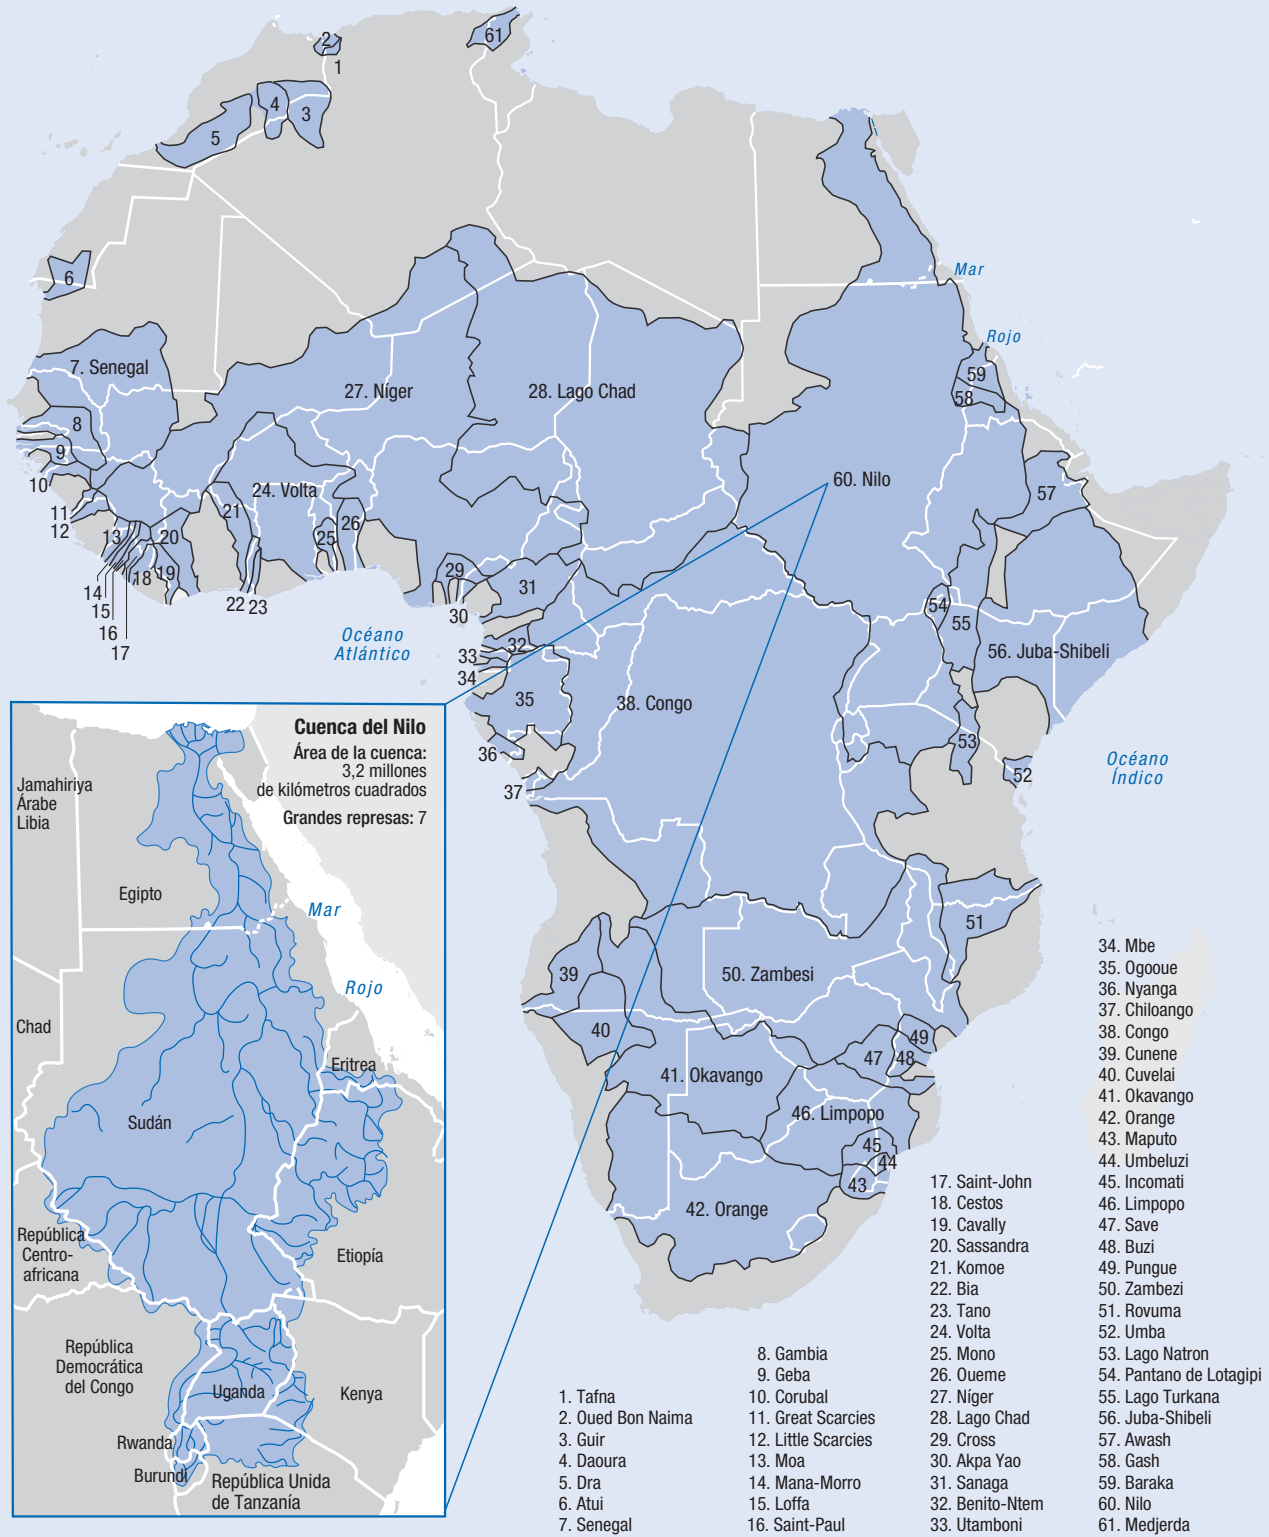 2
61
1
4
3
5
6
Mar
Rojo
7. Senegal
27. Níger
28. Lago Chad
59
58
8
9
10
24. Volta
60. Nilo
57
11
12
13
20
21
25
26
14
15
16
17
18
19
22
23
29
30
31
54
55
Océano
Atlántico
32
33
34
56. Juba-Shibeli
35
38. Congo
36
53
37
52
Océano
Índico
Cuenca del Nilo
Área de la cuenca:
3,2 millones
de kilómetros cuadrados
Grandes represas: 7
Jamahiriya
Árabe
Libia
Egipto
Mar
Rojo
Chad
Eritrea
Sudán
República
Centro-
africana
Etiopía
República
Democrática
del Congo
Uganda
Kenya
Rwanda
Burundi
República Unida
de Tanzanía
51
39
50. Zambesi
40
49
47
48
41. Okavango
46. Limpopo
45
44
43
42. Orange
1. Tafna
2. Oued Bon Naima
3. Guir
4. Daoura
5. Dra
6. Atui
7. Senegal
8. Gambia
9. Geba
10. Corubal
11. Great Scarcies
12. Little Scarcies
13. Moa
14. Mana-Morro
15. Loffa
16. Saint-Paul
17. Saint-John
18. Cestos
19. Cavally
20. Sassandra
21. Komoe
22. Bia
23. Tano
24. Volta
25. Mono
26. Oueme
27. Níger
28. Lago Chad
29. Cross
30. Akpa Yao
31. Sanaga
32. Benito-Ntem
33. Utamboni
34. Mbe
35. Ogooue
36. Nyanga
37. Chiloango
38. Congo
39. Cunene
40. Cuvelai
41. Okavango
42. Orange
43. Maputo
44. Umbeluzi
45. Incomati
46. Limpopo
47. Save
48. Buzi
49. Pungue
50. Zambezi
51. Rovuma
52. Umba
53. Lago Natron
54. Pantano de Lotagipi
55. Lago Turkana
56. Juba-Shibeli
57. Awash
58. Gash
59. Baraka
60. Nilo
61. Medjerda